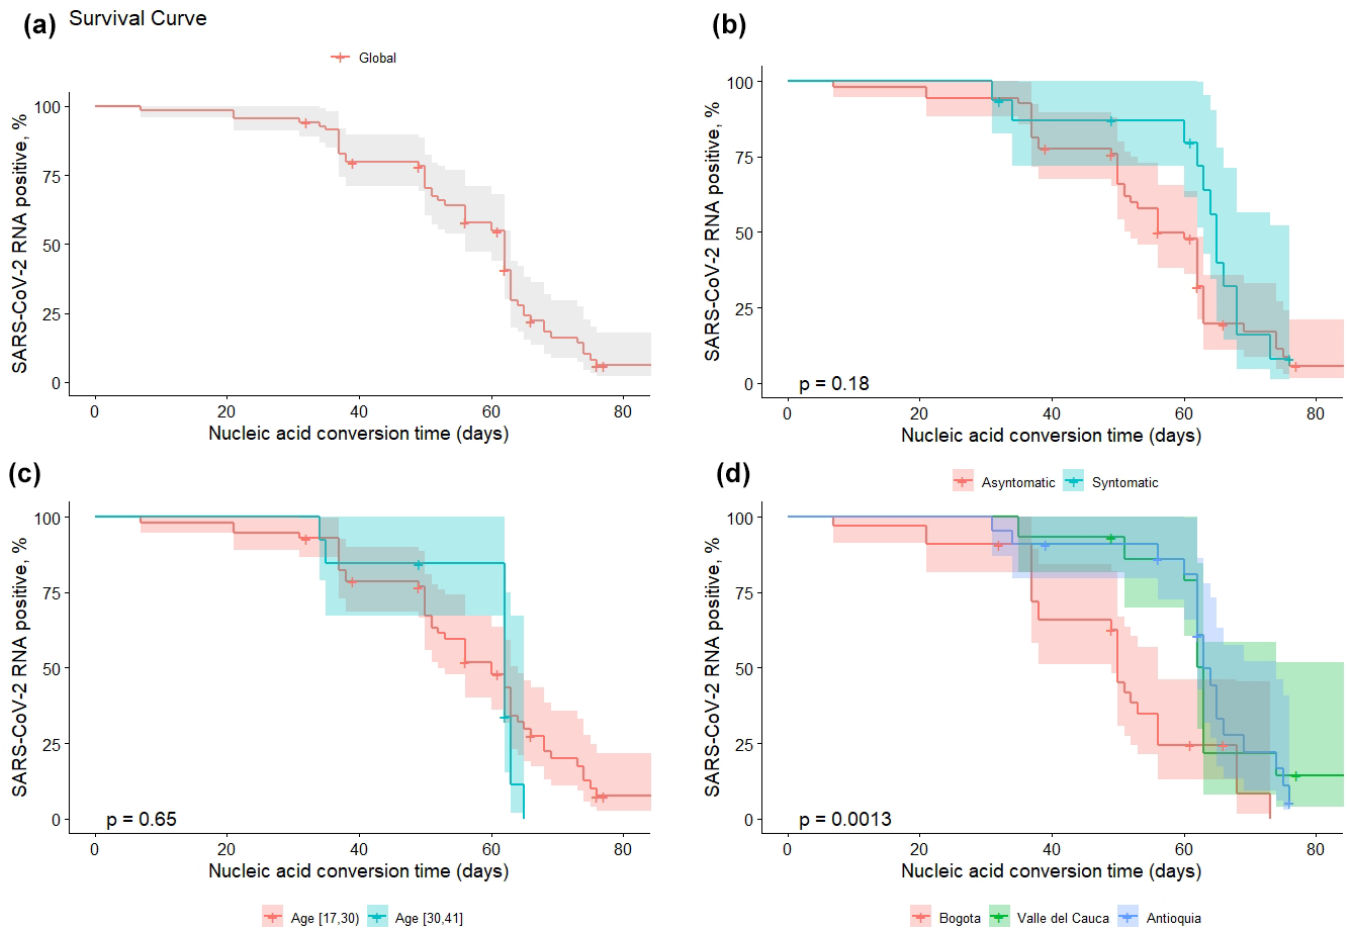 (a) Survival Curve
Global
SARS-CoV-2 RNA positive, %
100
75
50
25
0
0 20 40 60 80
Nucleic acid conversion time (days)
(b)
SARS-CoV-2 RNA positive, %
100
75
50
25
0
p = 0.18
0 20 40 60 80
Nucleic acid conversion time (days)
Asyntomatic Syntomatic
(c)
SARS-CoV-2 RNA positive, %
100
75
50
25
0
p = 0.65
0 20 40 60 80
Nucleic acid conversion time (days)
Age [17,30) Age [30,41]
(d)
SARS-CoV-2 RNA positive, %
100
75
50
25
0
p = 0.0013
0 20 40 60 80
Nucleic acid conversion time (days)
Bogota Valle del Cauca Antioquia